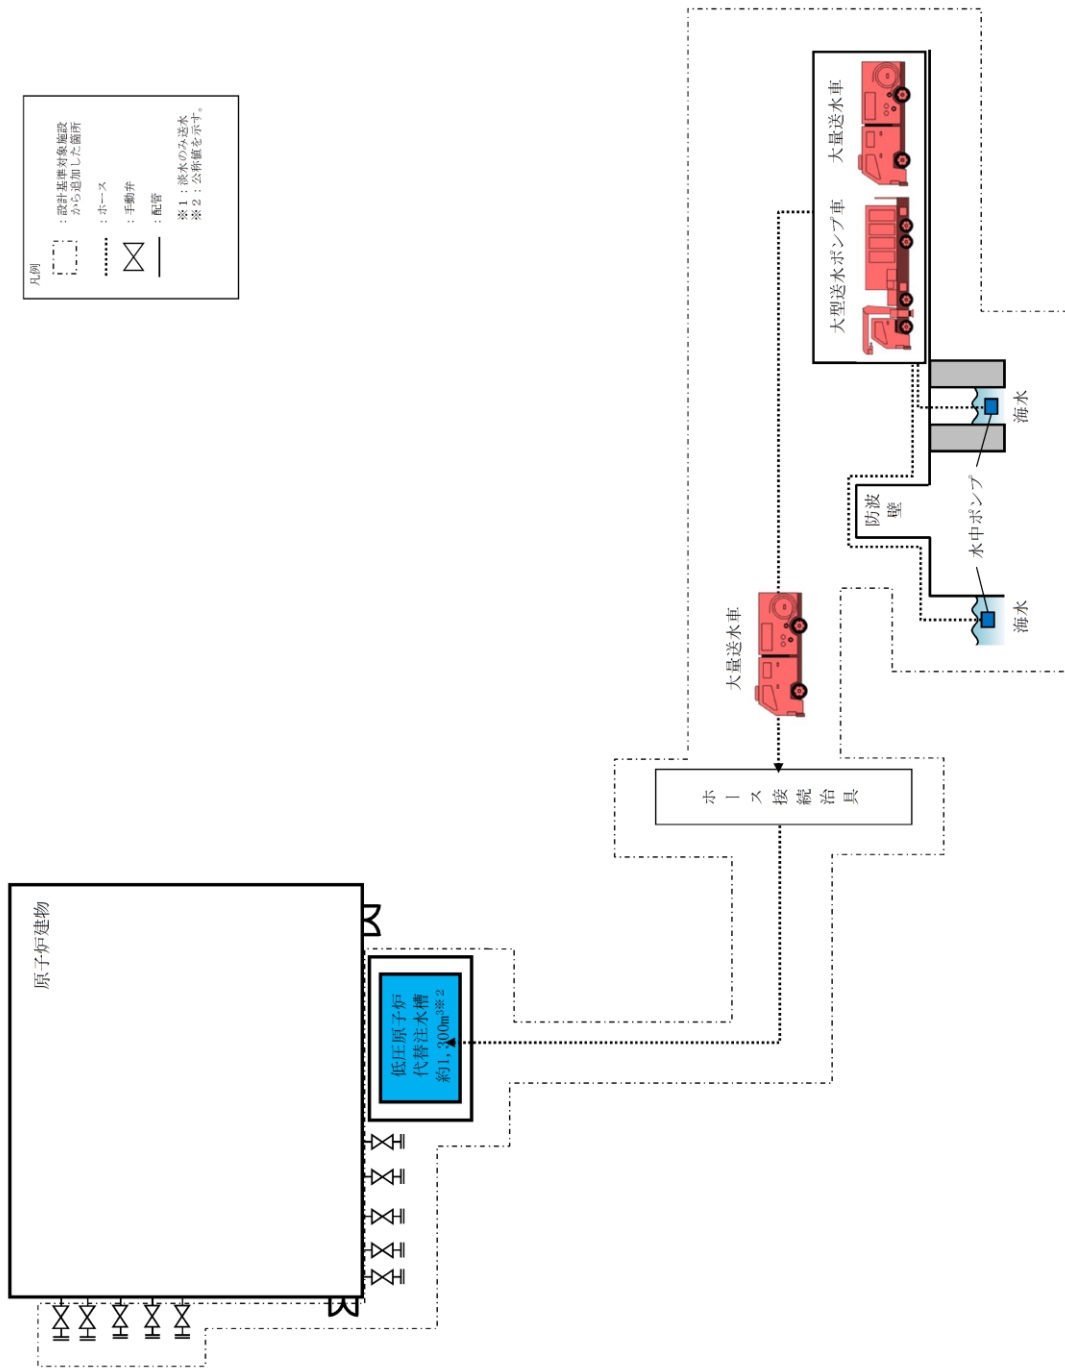 凡例
：設計基準対象施設
から追加した箇所
：ホース
：手動弁
：配管
※1：淡水のみ送水
※2：公称値を示す。
原子炉建物
低圧原子炉
代替注水槽
約1,300m³※2
ホース接続治具
大量送水車
大型送水ポンプ車
大量送水車
防波
壁
水中ポンプ
海水
海水